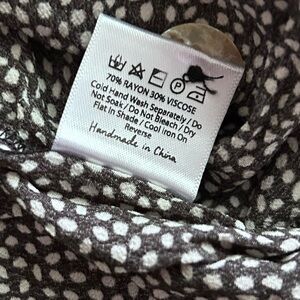 70% RAYON 30% VISCOSE
Cold Hand Wash Separately / Do
Not Soak / Do Not Bleach / Dry
Flat In Shade / Cool Iron On
Reverse
Handmade in China